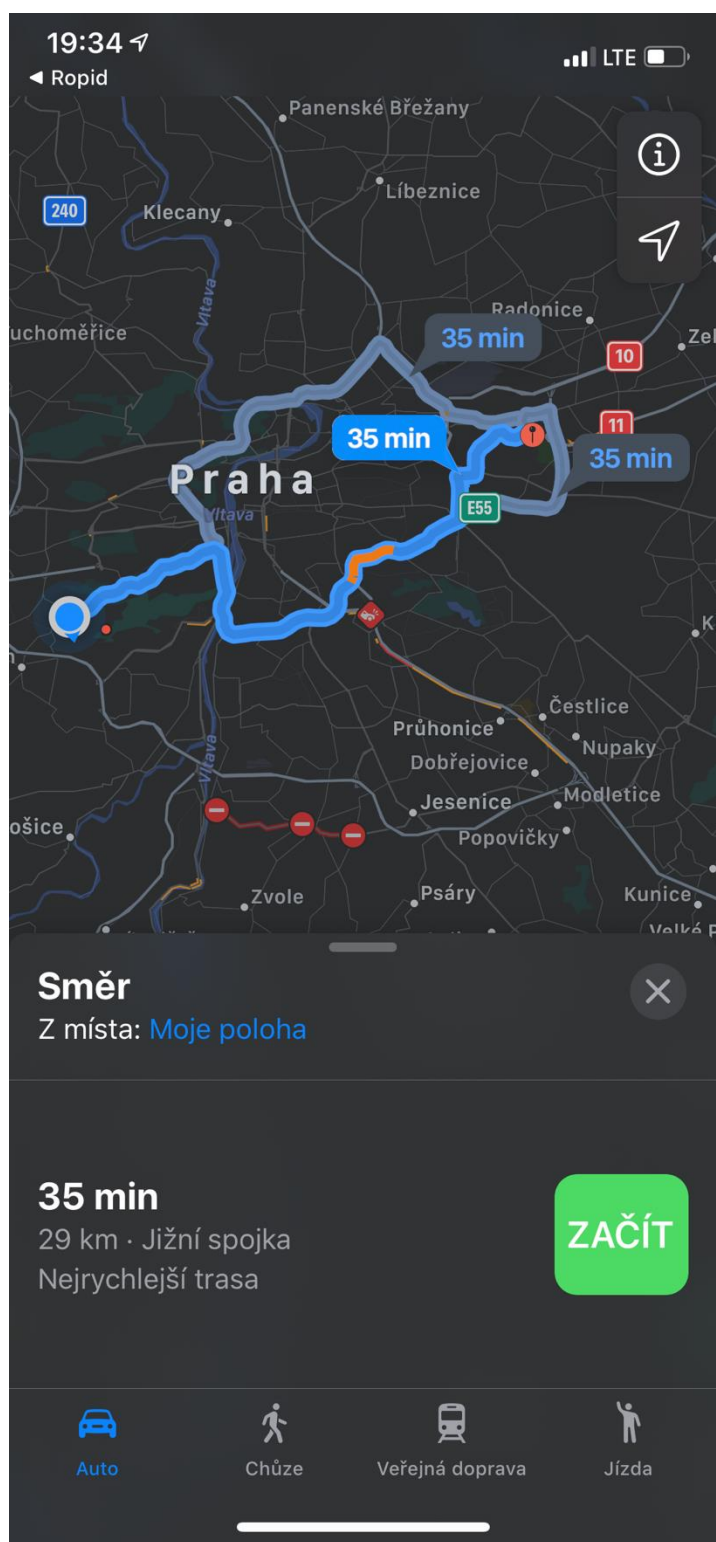 19:34
LTE
◀ Ropid
Panenské Břežany
Líbeznice
240
Klecany
Vltava
Radonice
uchoměřice
35 min
10
Zel
11
35 min
35 min
Praha
Vltava
E55
K
Čestlice
Průhonice
Nupaky
Dobřejovice
Vltava
Jesenice
Modletice
ošice
Popovičky
Zvole
Psáry
Kunice
Velké P
Směr
Z místa: Moje poloha
35 min
29 km · Jižní spojka
Nejrychlejší trasa
ZAČÍT
Auto
Chůze
Veřejná doprava
Jízda